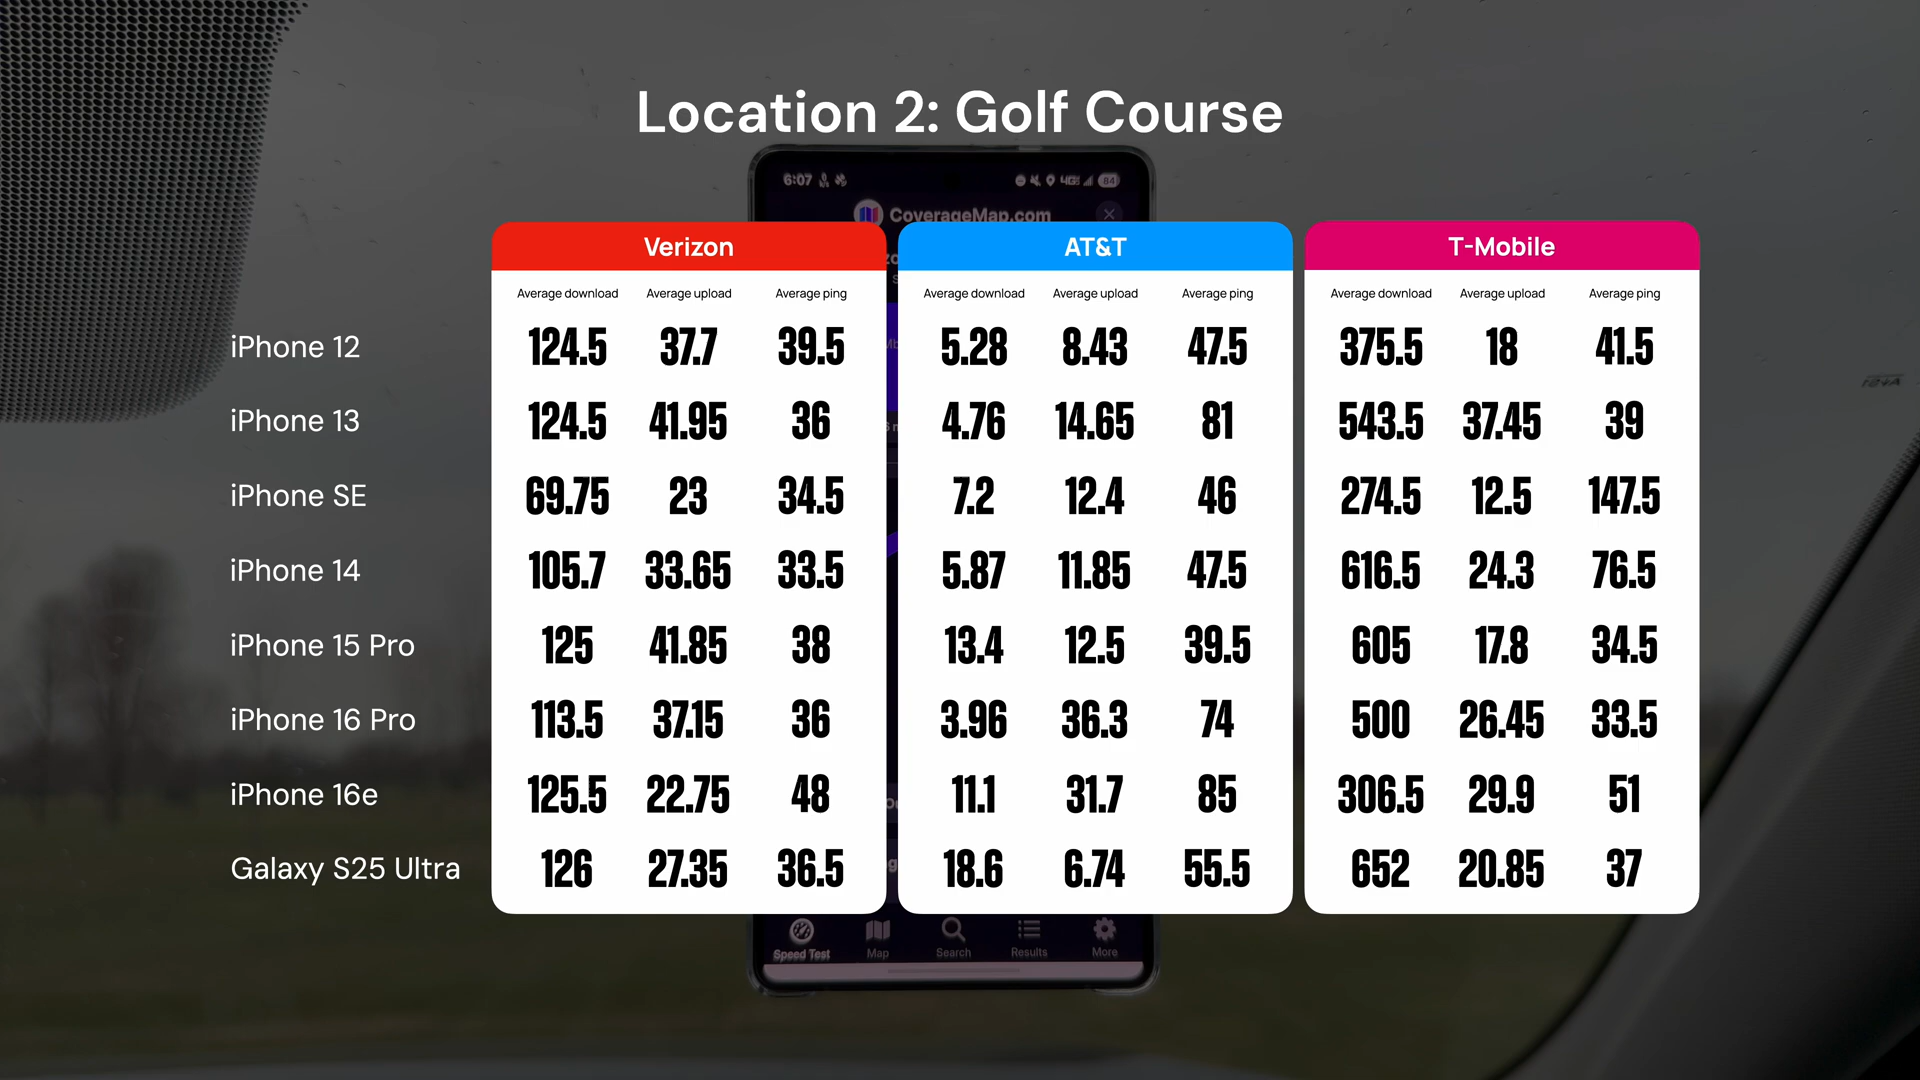 Location 2: Golf Course
6:07
84
CoverageMap.com
Verizon AT&T T-Mobile
Average download Average upload Average ping Average download Average upload Average ping Average download Average upload Average ping
iPhone 12 124.5 37.7 39.5 5.28 8.43 47.5 375.5 18 41.5
iPhone 13 124.5 41.95 36 4.76 14.65 81 543.5 37.45 39
iPhone SE 69.75 23 34.5 7.2 12.4 46 274.5 12.5 147.5
iPhone 14 105.7 33.65 33.5 5.87 11.85 47.5 616.5 24.3 76.5
iPhone 15 Pro 125 41.85 38 13.4 12.5 39.5 605 17.8 34.5
iPhone 16 Pro 113.5 37.15 36 3.96 36.3 74 500 26.45 33.5
iPhone 16e 125.5 22.75 48 11.1 31.7 85 306.5 29.9 51
Galaxy S25 Ultra 126 27.35 36.5 18.6 6.74 55.5 652 20.85 37
Speed Test Map Search Results More